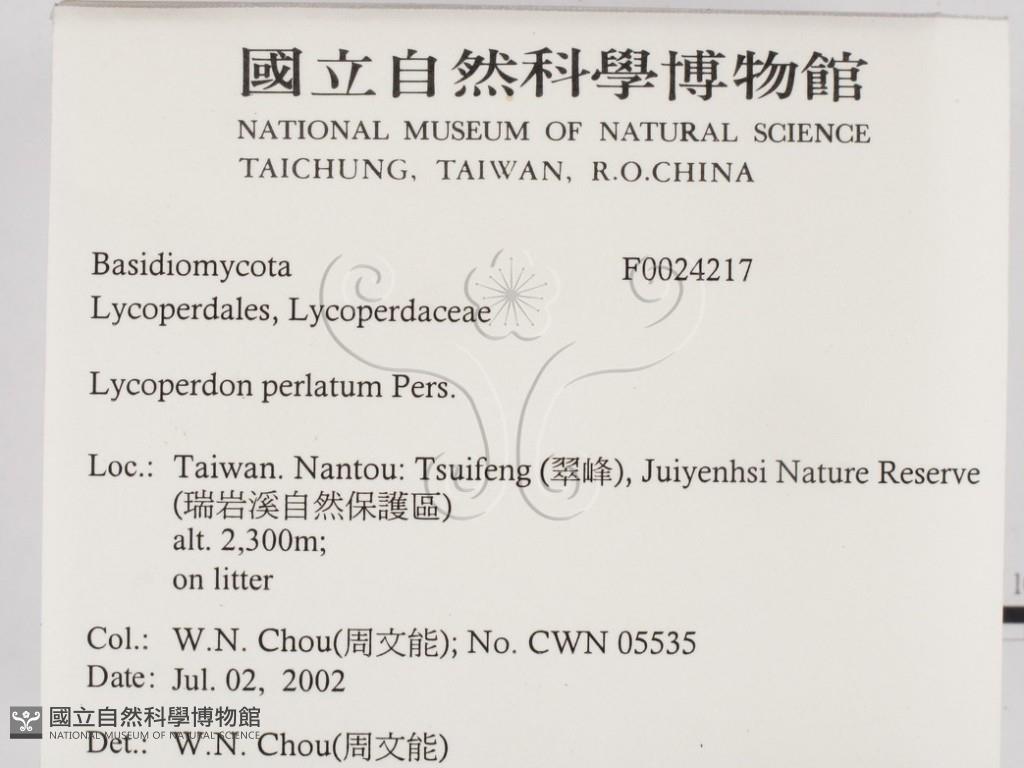 國立自然科學博物館
NATIONAL MUSEUM OF NATURAL SCIENCE
TAICHUNG, TAIWAN, R.O.CHINA
Basidiomycota F0024217
Lycoperdales, Lycoperdaceae
Lycoperdon perlatum Pers.
Loc.: Taiwan. Nantou: Tsuifeng (翠峰), Juiyenhsi Nature Reserve
(瑞岩溪自然保護區)
alt. 2,300m;
on litter
Col.: W.N. Chou(周文能); No. CWN 05535
Date: Jul. 02, 2002
國立自然科學博物館
NATIONAL MUSEUM OF NATURAL SCIENCE
Det.: W.N. Chou(周文能)